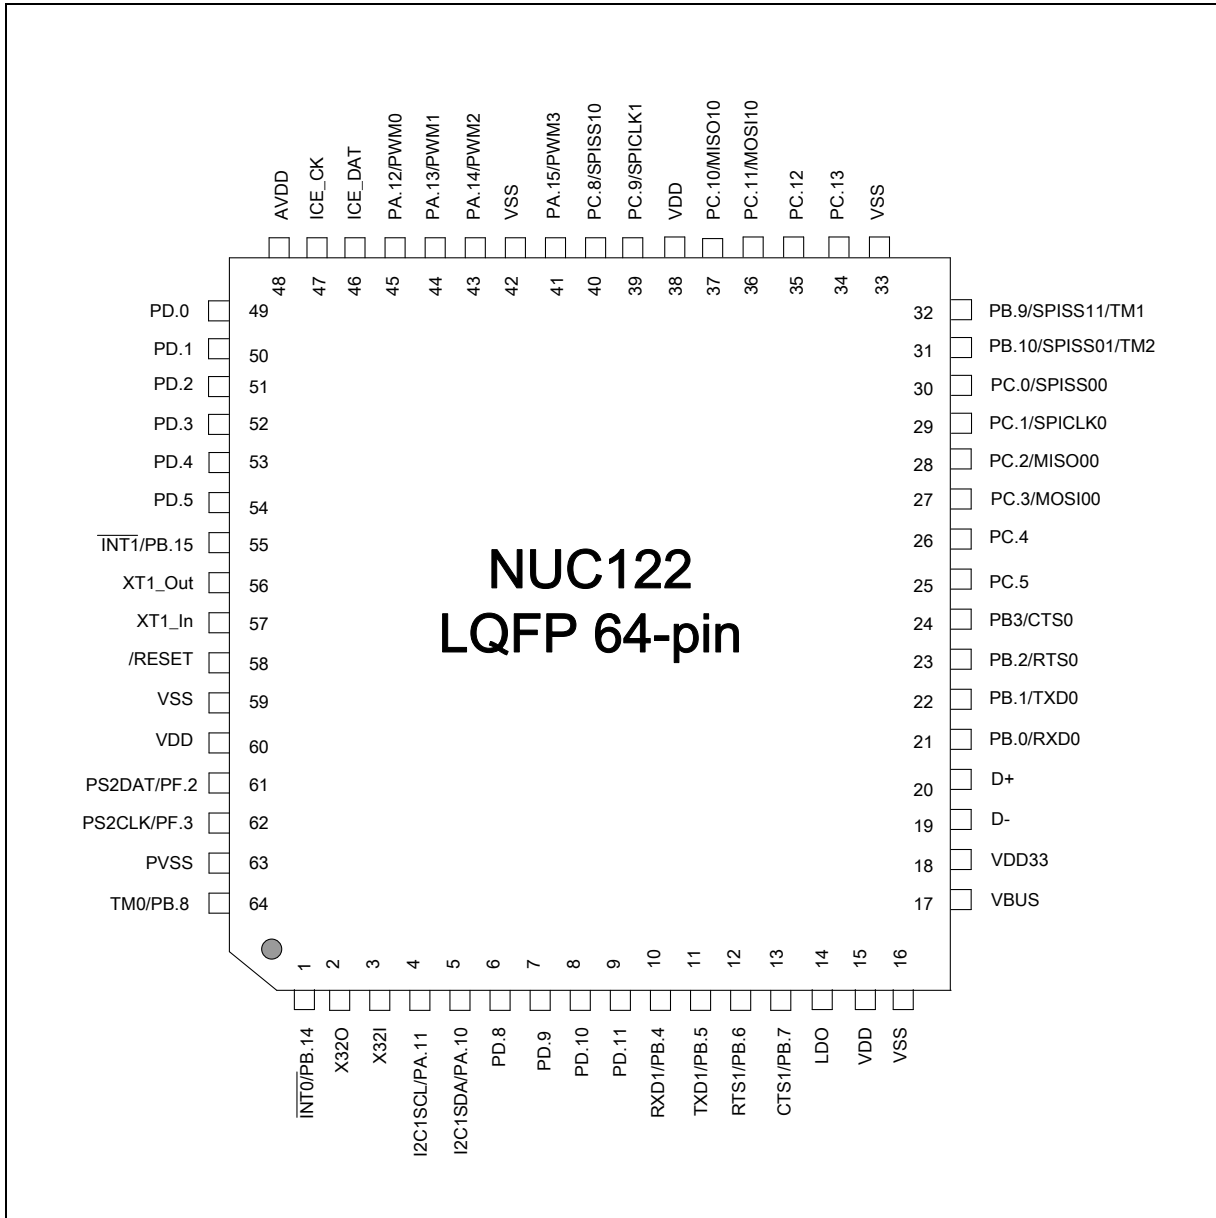 AVDD
ICE_CK
ICE_DAT
PA.12/PWM0
PA.13/PWM1
PA.14/PWM2
VSS
PA.15/PWM3
PC.8/SPISS10
PC.9/SPICLK1
VDD
PC.10/MISO10
PC.11/MOSI10
PC.12
PC.13
VSS
48
47
46
45
44
43
42
41
40
39
38
37
36
35
34
33
PD.0 49
PD.1 50
PD.2 51
PD.3 52
PD.4 53
PD.5 54
INT1/PB.15 55
XT1_Out 56
XT1_In 57
/RESET 58
VSS 59
VDD 60
PS2DAT/PF.2 61
PS2CLK/PF.3 62
PVSS 63
TM0/PB.8 64
NUC122
LQFP 64-pin
32 PB.9/SPISS11/TM1
31 PB.10/SPISS01/TM2
30 PC.0/SPISS00
29 PC.1/SPICLK0
28 PC.2/MISO00
27 PC.3/MOSI00
26 PC.4
25 PC.5
24 PB3/CTS0
23 PB.2/RTS0
22 PB.1/TXD0
21 PB.0/RXD0
20 D+
19 D-
18 VDD33
17 VBUS
1
2
3
4
5
6
7
8
9
10
11
12
13
14
15
16
INT0/PB.14
X32O
X32I
I2C1SCL/PA.11
I2C1SDA/PA.10
PD.8
PD.9
PD.10
PD.11
RXD1/PB.4
TXD1/PB.5
RTS1/PB.6
CTS1/PB.7
LDO
VDD
VSS